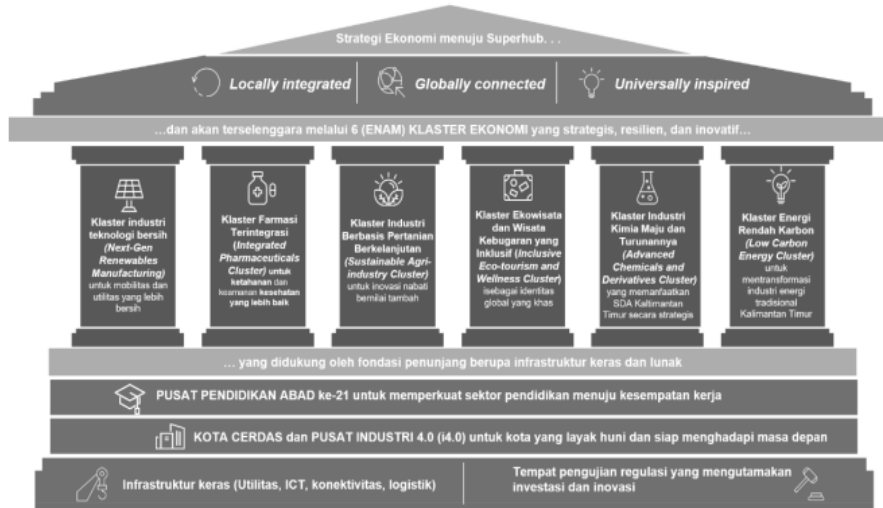 Strategi Ekonomi menuju Superhub. . .
Locally integrated
Globally connected
Universally inspired
...dan akan terselenggara melalui 6 (ENAM) KLASTER EKONOMI yang strategis, resilien, dan inovatif...
Klaster industri
teknologi bersih
(Next-Gen
Renewables
Manufacturing)
untuk mobilitas dan
utilitas yang lebih
bersih
Klaster Farmasi
Terintegrasi
(Integrated
Pharmaceuticals
Cluster) untuk
ketahanan dan
keamanan kesehatan
yang lebih baik
Klaster Industri
Berbasis Pertanian
Berkelanjutan
(Sustainable Agri-
industry Cluster)
untuk inovasi nabati
bernilai tambah
Klaster Ekowisata
dan Wisata
Kebugaran yang
Inklusif (Inclusive
Eco-tourism and
Wellness Cluster)
isebagai identitas
global yang khas
Klaster Industri
Kimia Maju dan
Turunannya
(Advanced
Chemicals and
Derivatives Cluster)
yang memanfaatkan
SDA Kaltimantan
Timur secara strategis
Klaster Energi
Rendah Karbon
(Low Carbon
Energy Cluster)
untuk
mentransformasi
industri energi
tradisional
Kalimantan Timur
... yang didukung oleh fondasi penunjang berupa infrastruktur keras dan lunak
PUSAT PENDIDIKAN ABAD ke-21 untuk memperkuat sektor pendidikan menuju kesempatan kerja
KOTA CERDAS dan PUSAT INDUSTRI 4.0 (i4.0) untuk kota yang layak huni dan siap menghadapi masa depan
Infrastruktur keras (Utilitas, ICT, konektivitas, logistik)
Tempat pengujian regulasi yang mengutamakan
investasi dan inovasi